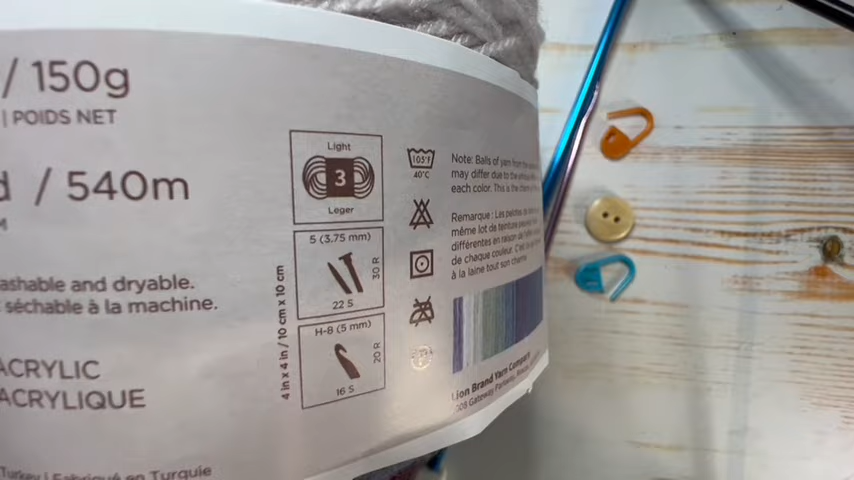 / 150g
| POIDS NET
/ 540m
ashable and dryable.
séchable à la machine.
ACRYLIC
ACRYLIQUE
Turkey | Fabriqué en Turquie
Light
3
Leger
4 in x 4 in / 10 cm x 10 cm
5 (3.75 mm)
30 R
22 S
H-8 (5 mm)
20 R
16 S
105°F
40°C
Note: Balls of yarn from the
may differ due to the
each color. This is the
Remarque : Les pelotes
même lot de teinture
différentes en raison de
de chaque couleur.
à la laine tout son
Lion Brand Yarn Company
Gateway